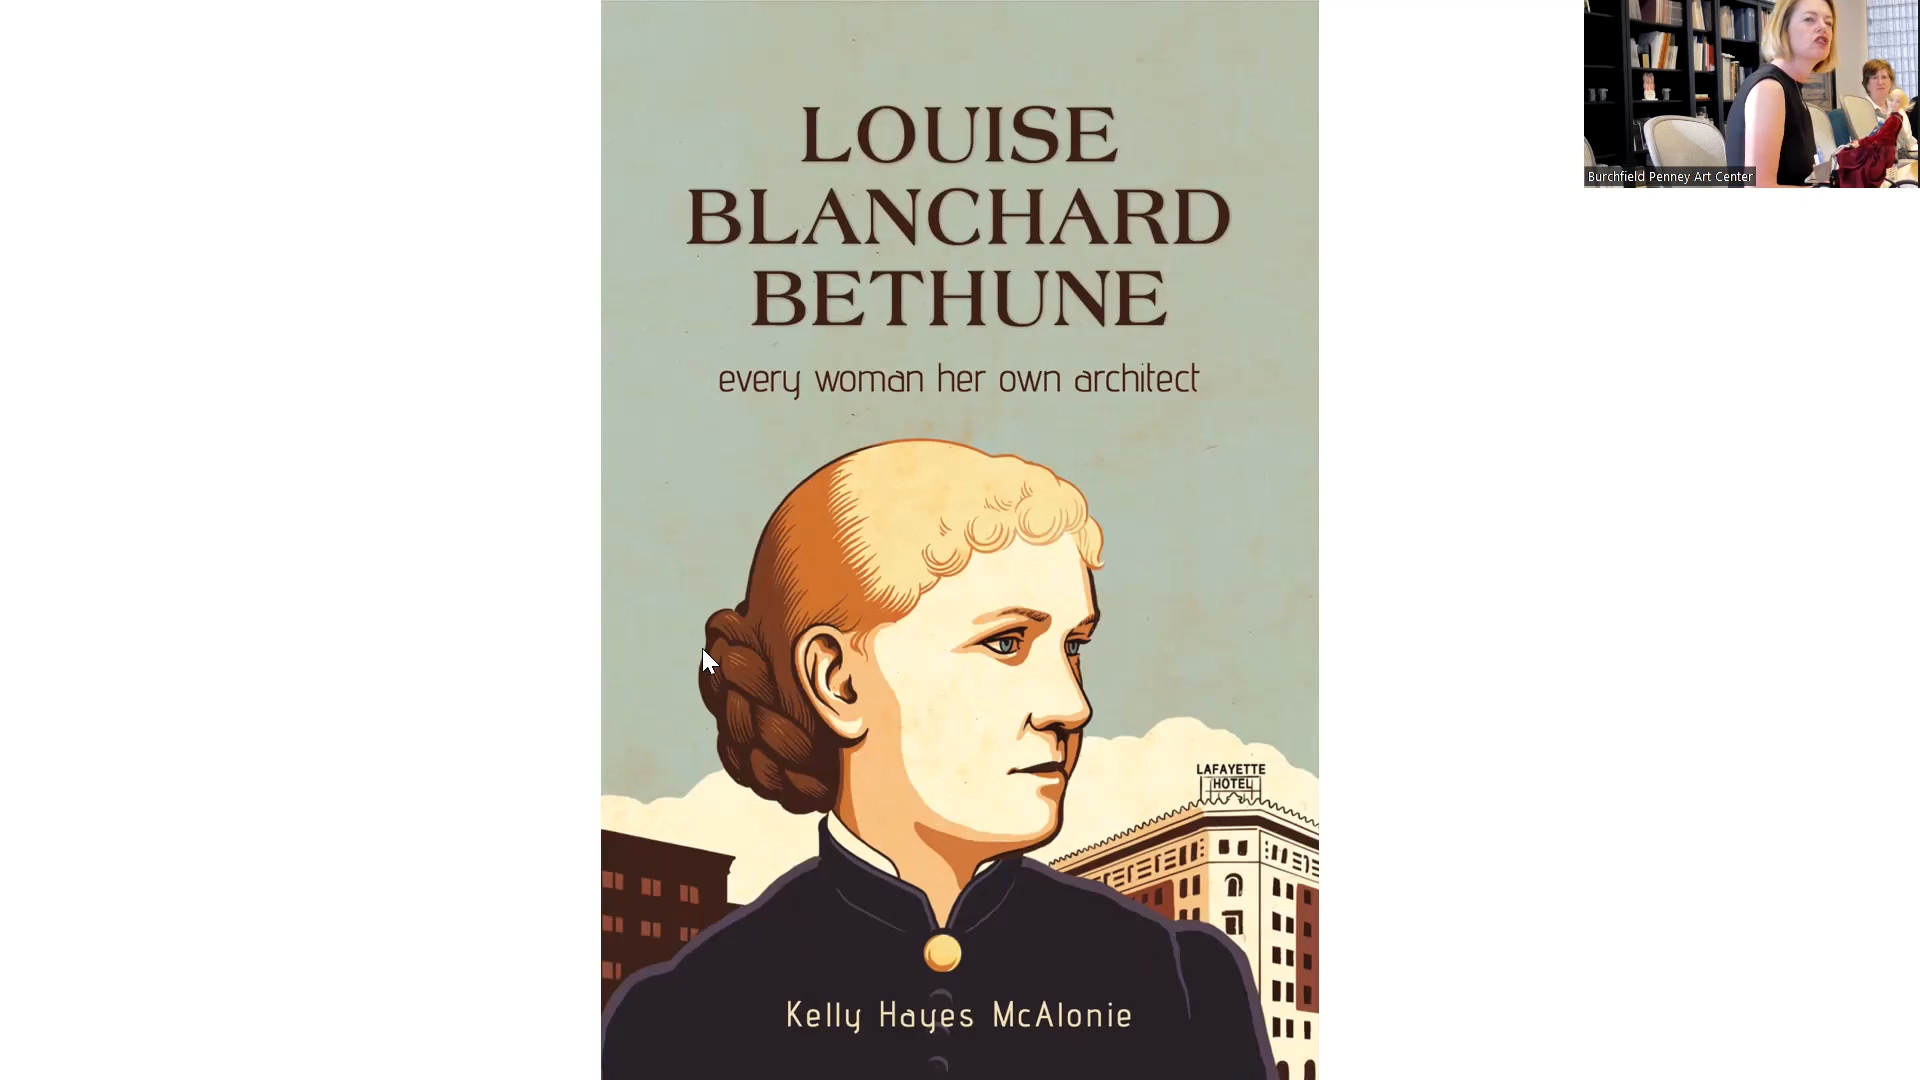 LOUISE
BLANCHARD
BETHUNE
every woman her own architect
LAFAYETTE
HOTEL
Kelly Hayes McAlonie
Burchfield Penney Art Center